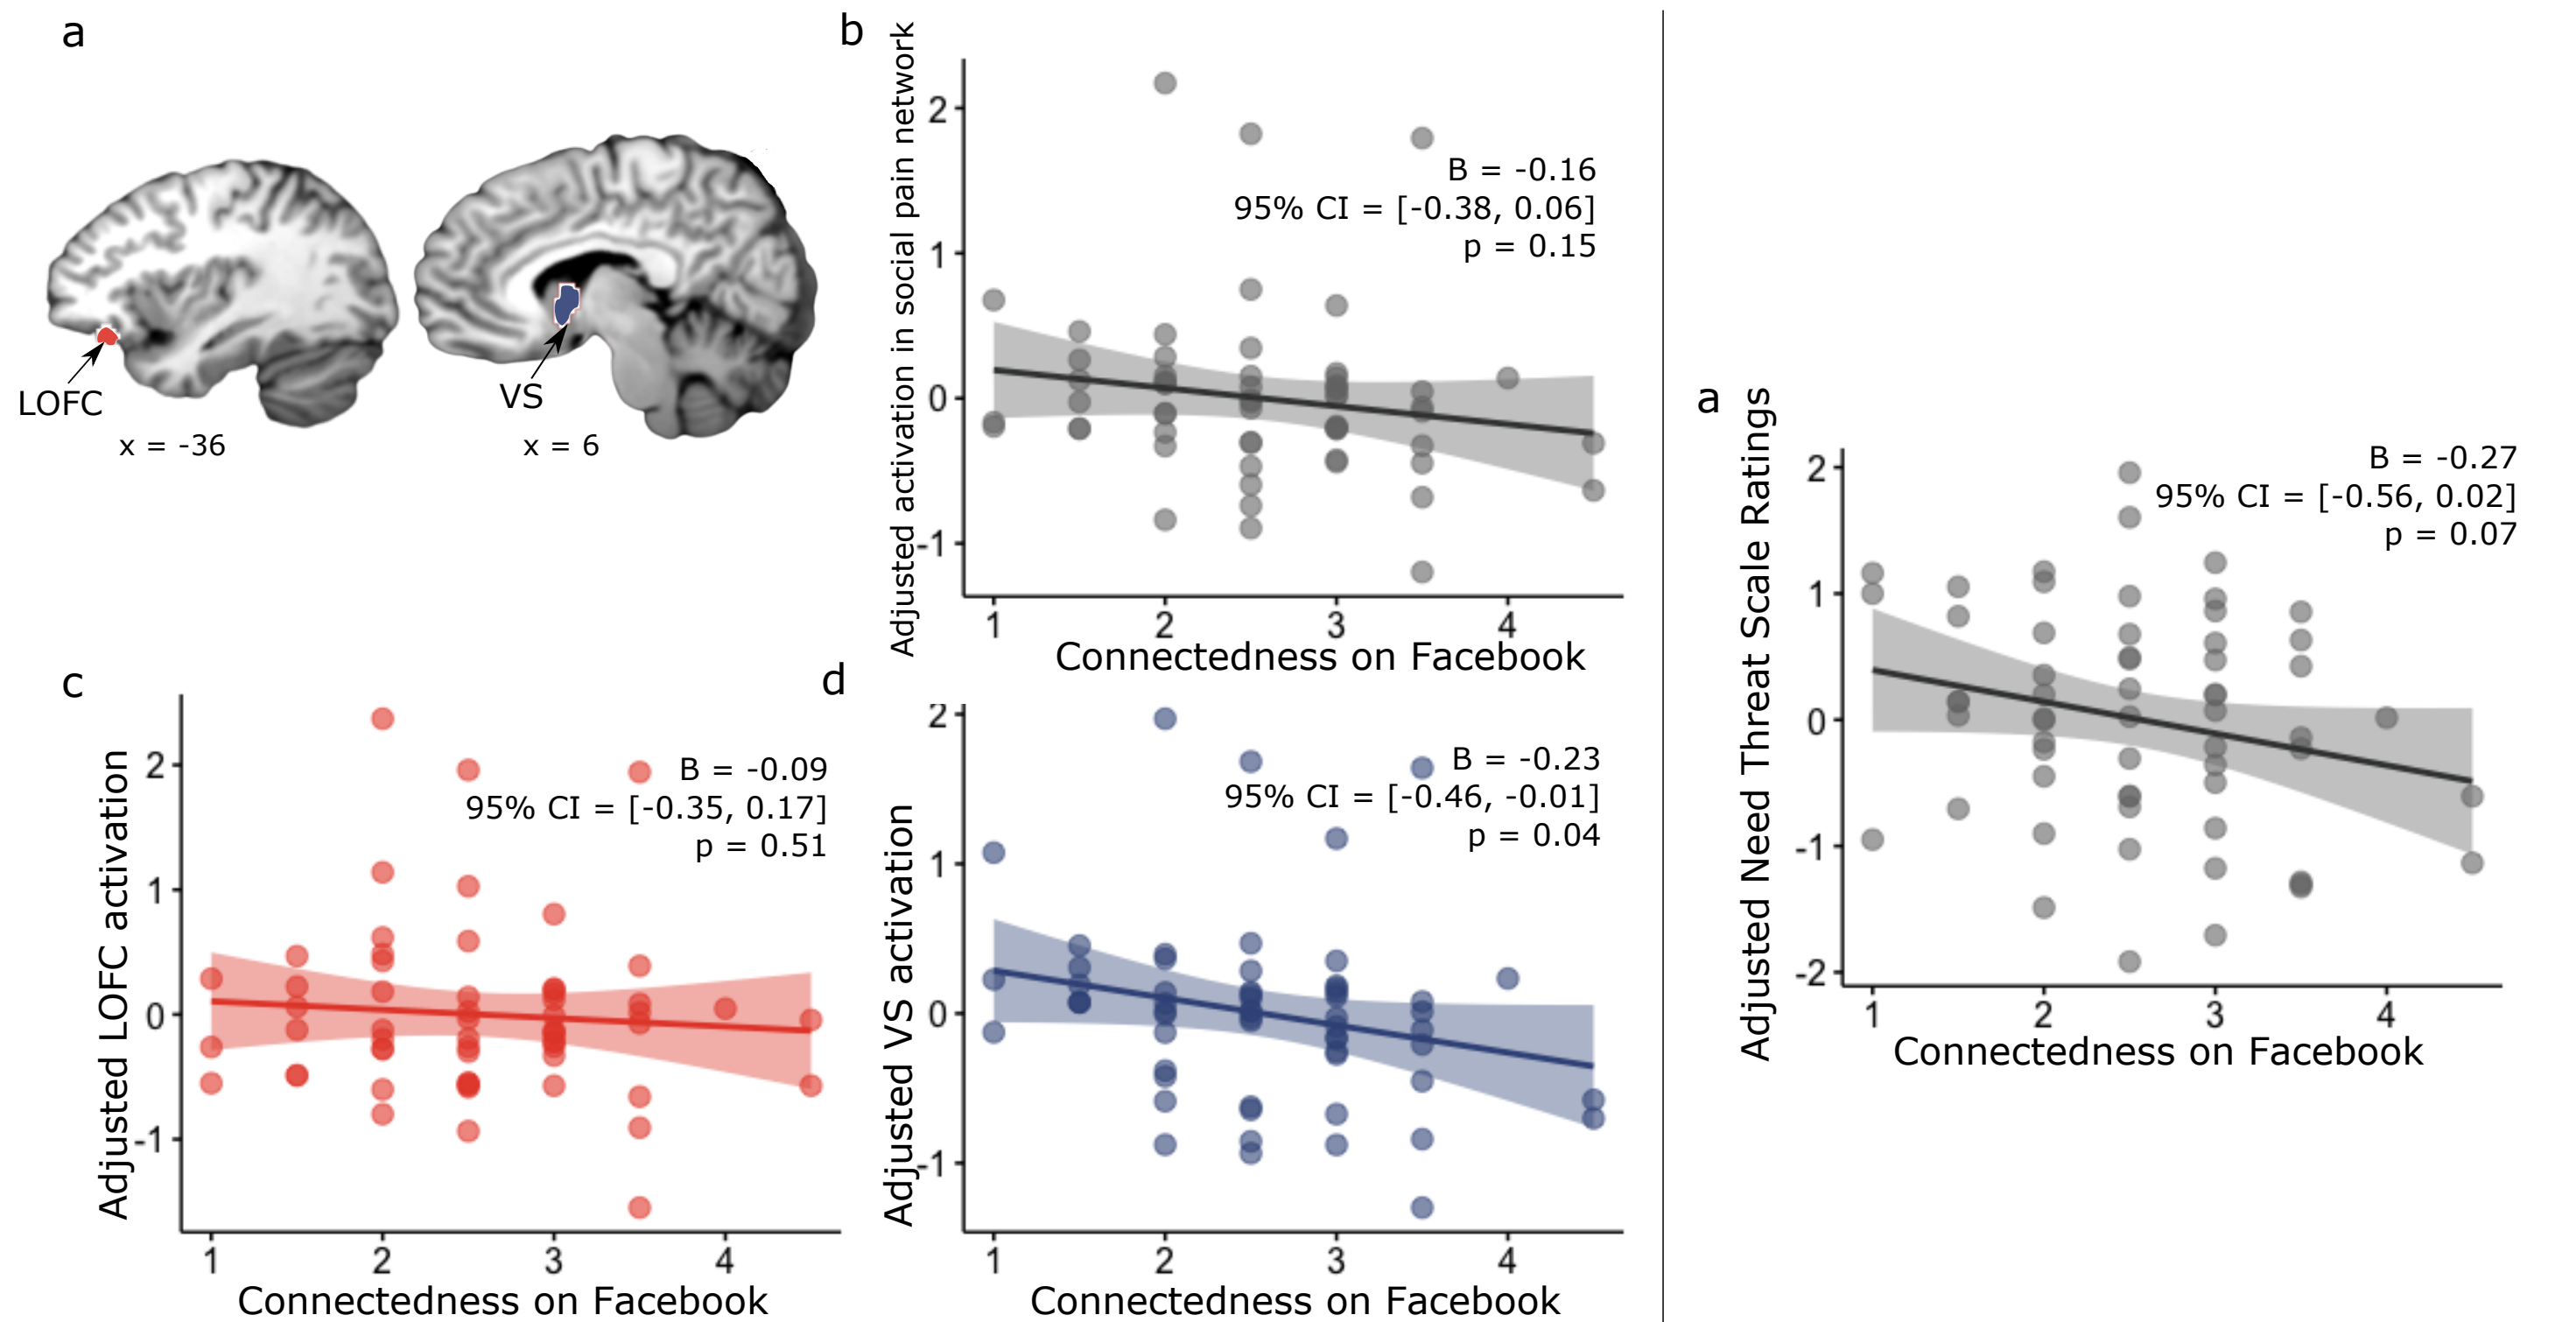 a
LOFC
x = -36
VS
x = 6
b
Adjusted activation in social pain network
2
1
0
-1
B = -0.16
95% CI = [-0.38, 0.06]
p = 0.15
1 2 3 4
Connectedness on Facebook
c
Adjusted LOFC activation
2
1
0
-1
B = -0.09
95% CI = [-0.35, 0.17]
p = 0.51
1 2 3 4
Connectedness on Facebook
d
Adjusted VS activation
2
1
0
-1
B = -0.23
95% CI = [-0.46, -0.01]
p = 0.04
1 2 3 4
Connectedness on Facebook
a
Adjusted Need Threat Scale Ratings
2
1
0
-1
-2
B = -0.27
95% CI = [-0.56, 0.02]
p = 0.07
1 2 3 4
Connectedness on Facebook